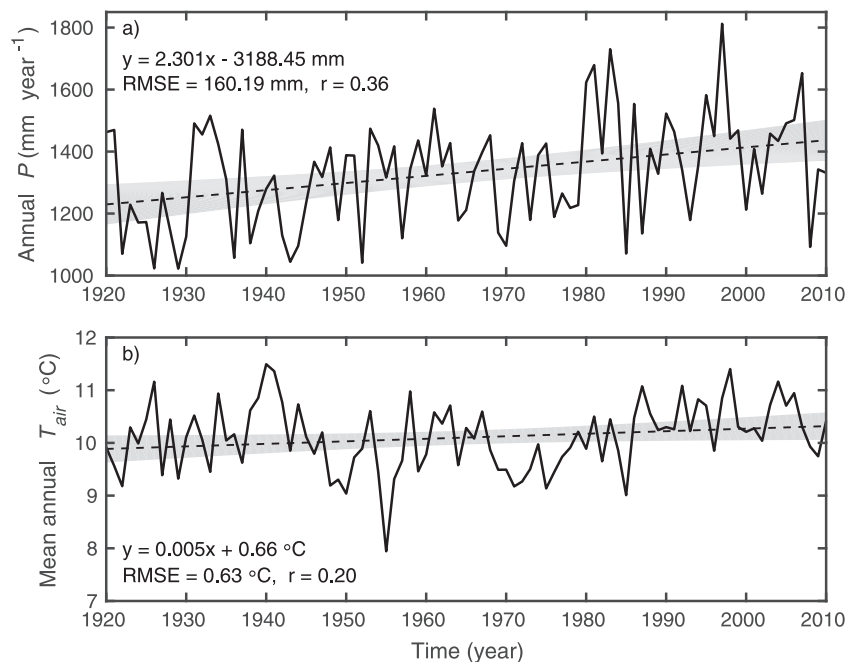 a)
y = 2.301x - 3188.45 mm
RMSE = 160.19 mm, r = 0.36
Annual P (mm year⁻¹)
1800
1600
1400
1200
1000
1920 1930 1940 1950 1960 1970 1980 1990 2000 2010
b)
y = 0.005x + 0.66 °C
RMSE = 0.63 °C, r = 0.20
Mean annual T_air (°C)
12
11
10
9
8
7
1920 1930 1940 1950 1960 1970 1980 1990 2000 2010
Time (year)